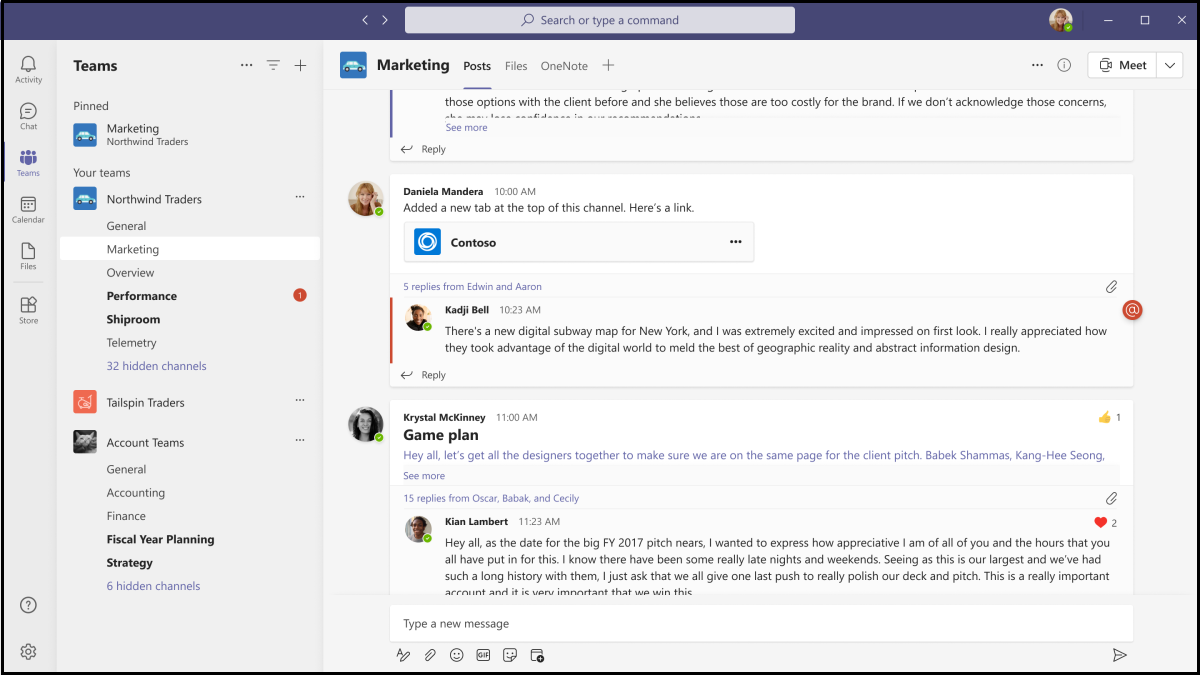 Search or type a command
Activity
Chat
Teams
Calendar
Files
Store
Teams
Pinned
Marketing
Northwind Traders
Your teams
Northwind Traders
General
Marketing
Overview
Performance
1
Shiproom
Telemetry
32 hidden channels
Tailspin Traders
Account Teams
General
Accounting
Finance
Fiscal Year Planning
Strategy
6 hidden channels
Marketing
Posts
Files
OneNote
Meet
those options with the client before and she believes those are too costly for the brand. If we don’t acknowledge those concerns,
she may lose confidence in our recommendations
See more
Reply
Daniela Mandera 10:00 AM
Added a new tab at the top of this channel. Here’s a link.
Contoso
5 replies from Edwin and Aaron
Kadji Bell 10:23 AM
@
There’s a new digital subway map for New York, and I was extremely excited and impressed on first look. I really appreciated how
they took advantage of the digital world to meld the best of geographic reality and abstract information design.
Reply
Krystal McKinney 11:00 AM
1
Game plan
Hey all, let’s get all the designers together to make sure we are on the same page for the client pitch. Babek Shammas, Kang-Hee Seong,
See more
15 replies from Oscar, Babak, and Cecily
Kian Lambert 11:23 AM
2
Hey all, as the date for the big FY 2017 pitch nears, I wanted to express how appreciative I am of all of you and the hours that you
all have put in for this. I know there have been some really late nights and weekends. Seeing as this is our largest and we’ve had
such a long history with them, I just ask that we all give one last push to really polish our deck and pitch. This is a really important
account and it is very important that we win this
Type a new message
GIF